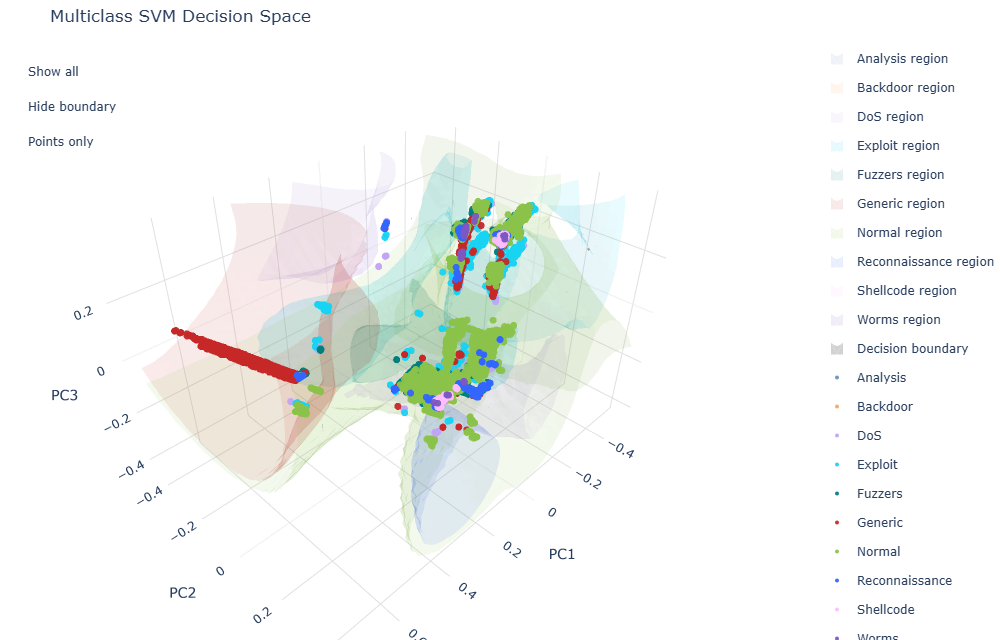 Multiclass SVM Decision Space
Show all
Hide boundary
Points only
Analysis region
Backdoor region
DoS region
Exploit region
Fuzzers region
Generic region
Normal region
Reconnaissance region
Shellcode region
Worms region
Decision boundary
Analysis
Backdoor
DoS
Exploit
Fuzzers
Generic
Normal
Reconnaissance
Shellcode
Worms
0.2
0
−0.2
−0.4
PC3
−0.4
−0.2
0
0.2
PC2
−0.4
−0.2
0
0.2
0.4
PC1